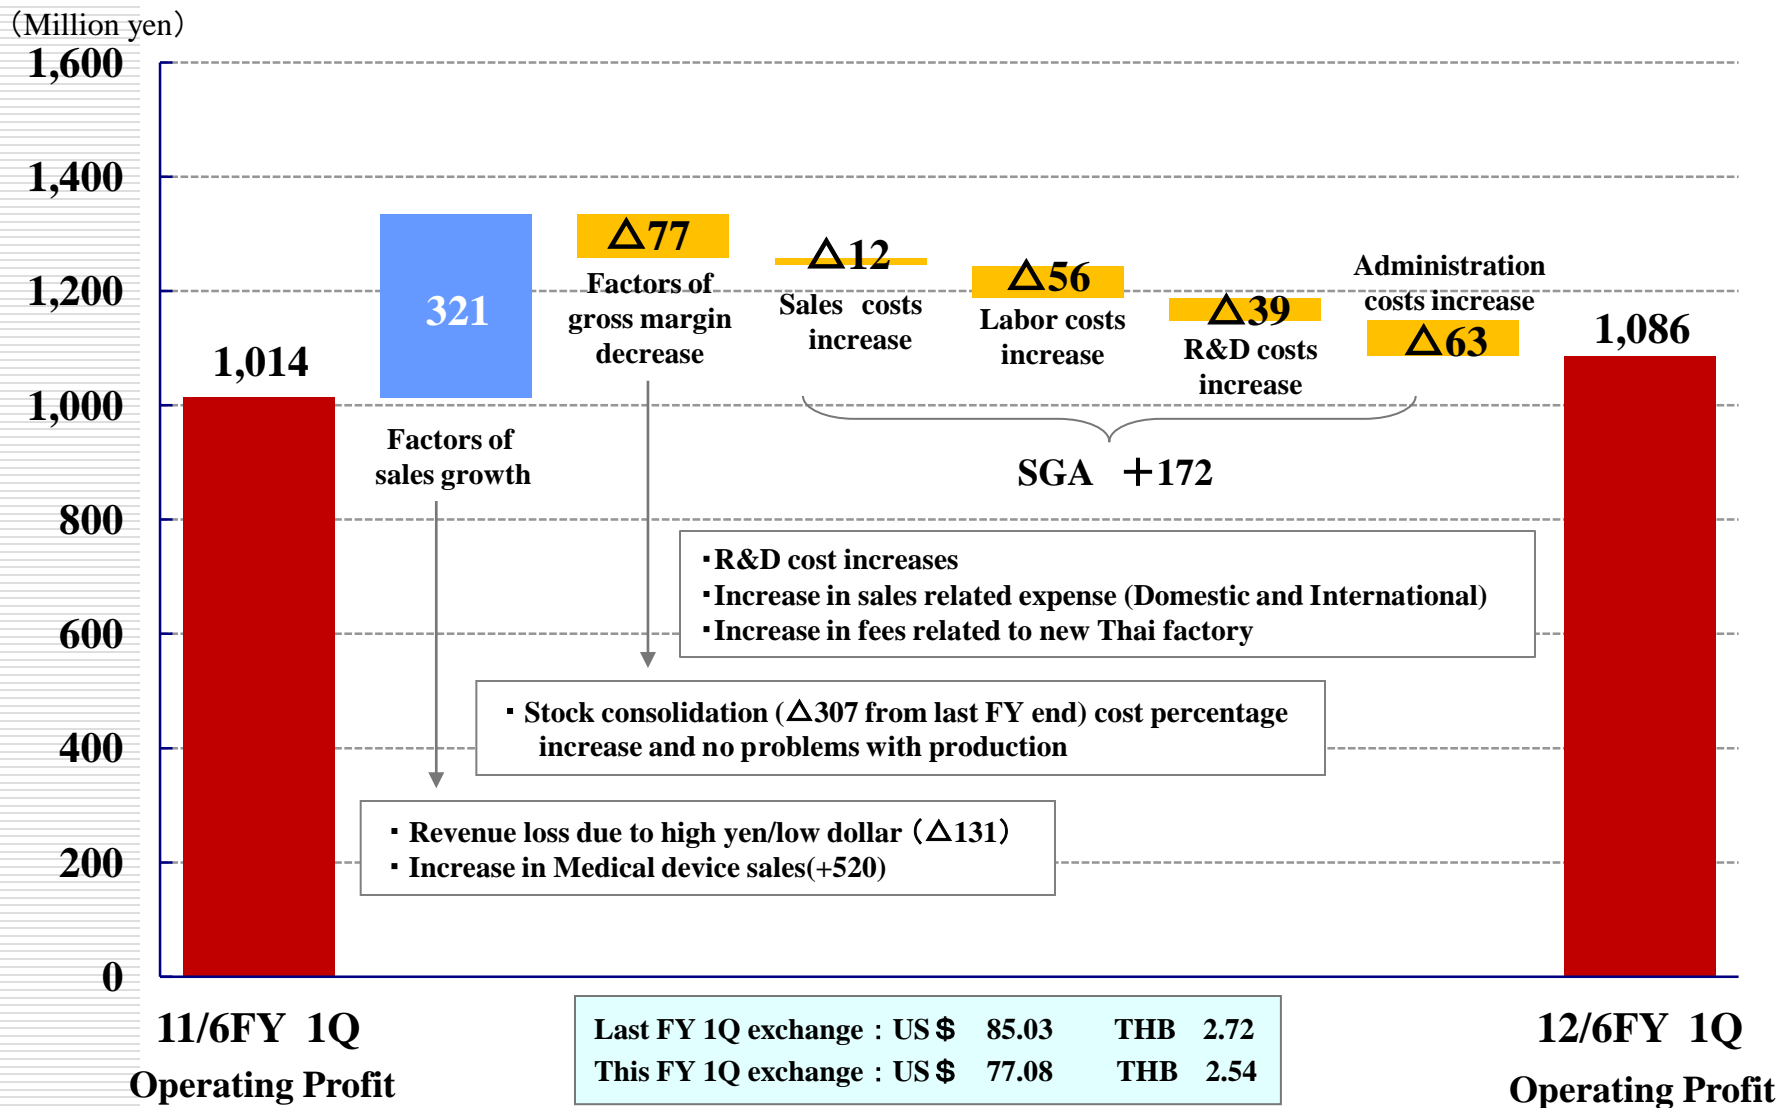 （Million yen）
1,600
1,400
1,200
1,000
800
600
400
200
0
1,014
321
Factors of
sales growth
△77
Factors of
gross margin
decrease
△12
Sales costs
increase
△56
Labor costs
increase
△39
R&D costs
increase
Administration
costs increase
△63
1,086
SGA ＋172
・R&D cost increases
・Increase in sales related expense (Domestic and International)
・Increase in fees related to new Thai factory
・Stock consolidation (△307 from last FY end) cost percentage
increase and no problems with production
・Revenue loss due to high yen/low dollar（△131）
・Increase in Medical device sales(+520)
11/6FY 1Q
Operating Profit
Last FY 1Q exchange：US＄ 85.03 THB 2.72
This FY 1Q exchange：US＄ 77.08 THB 2.54
12/6FY 1Q
Operating Profit